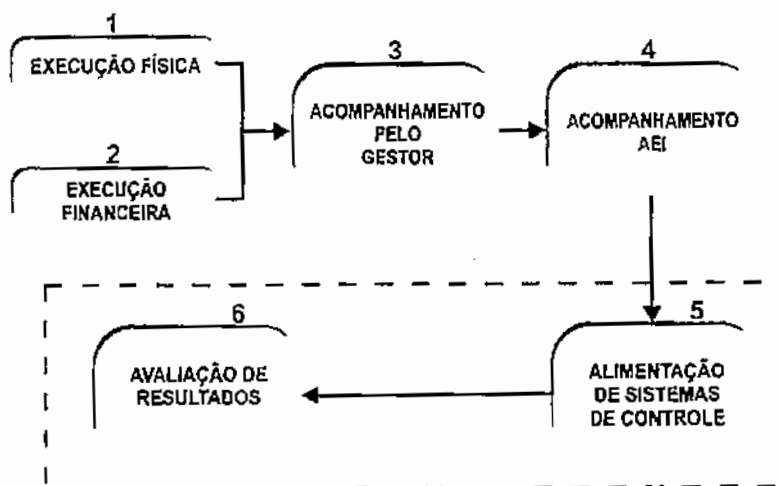 1
EXECUÇÃO FÍSICA
2
EXECUÇÃO
FINANCEIRA
3
ACOMPANHAMENTO
PELO
GESTOR
4
ACOMPANHAMENTO
AEI
5
ALIMENTAÇÃO
DE SISTEMAS
DE CONTROLE
6
AVALIAÇÃO DE
RESULTADOS